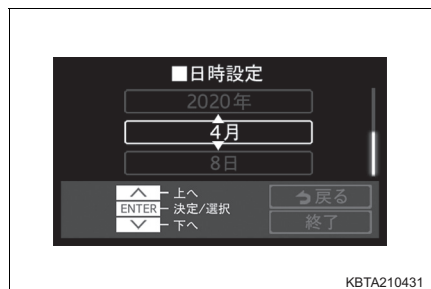 ■日時設定
2020年
4月
8日
上へ
ENTER 決定/選択
下へ
戻る
終了
KBTA210431